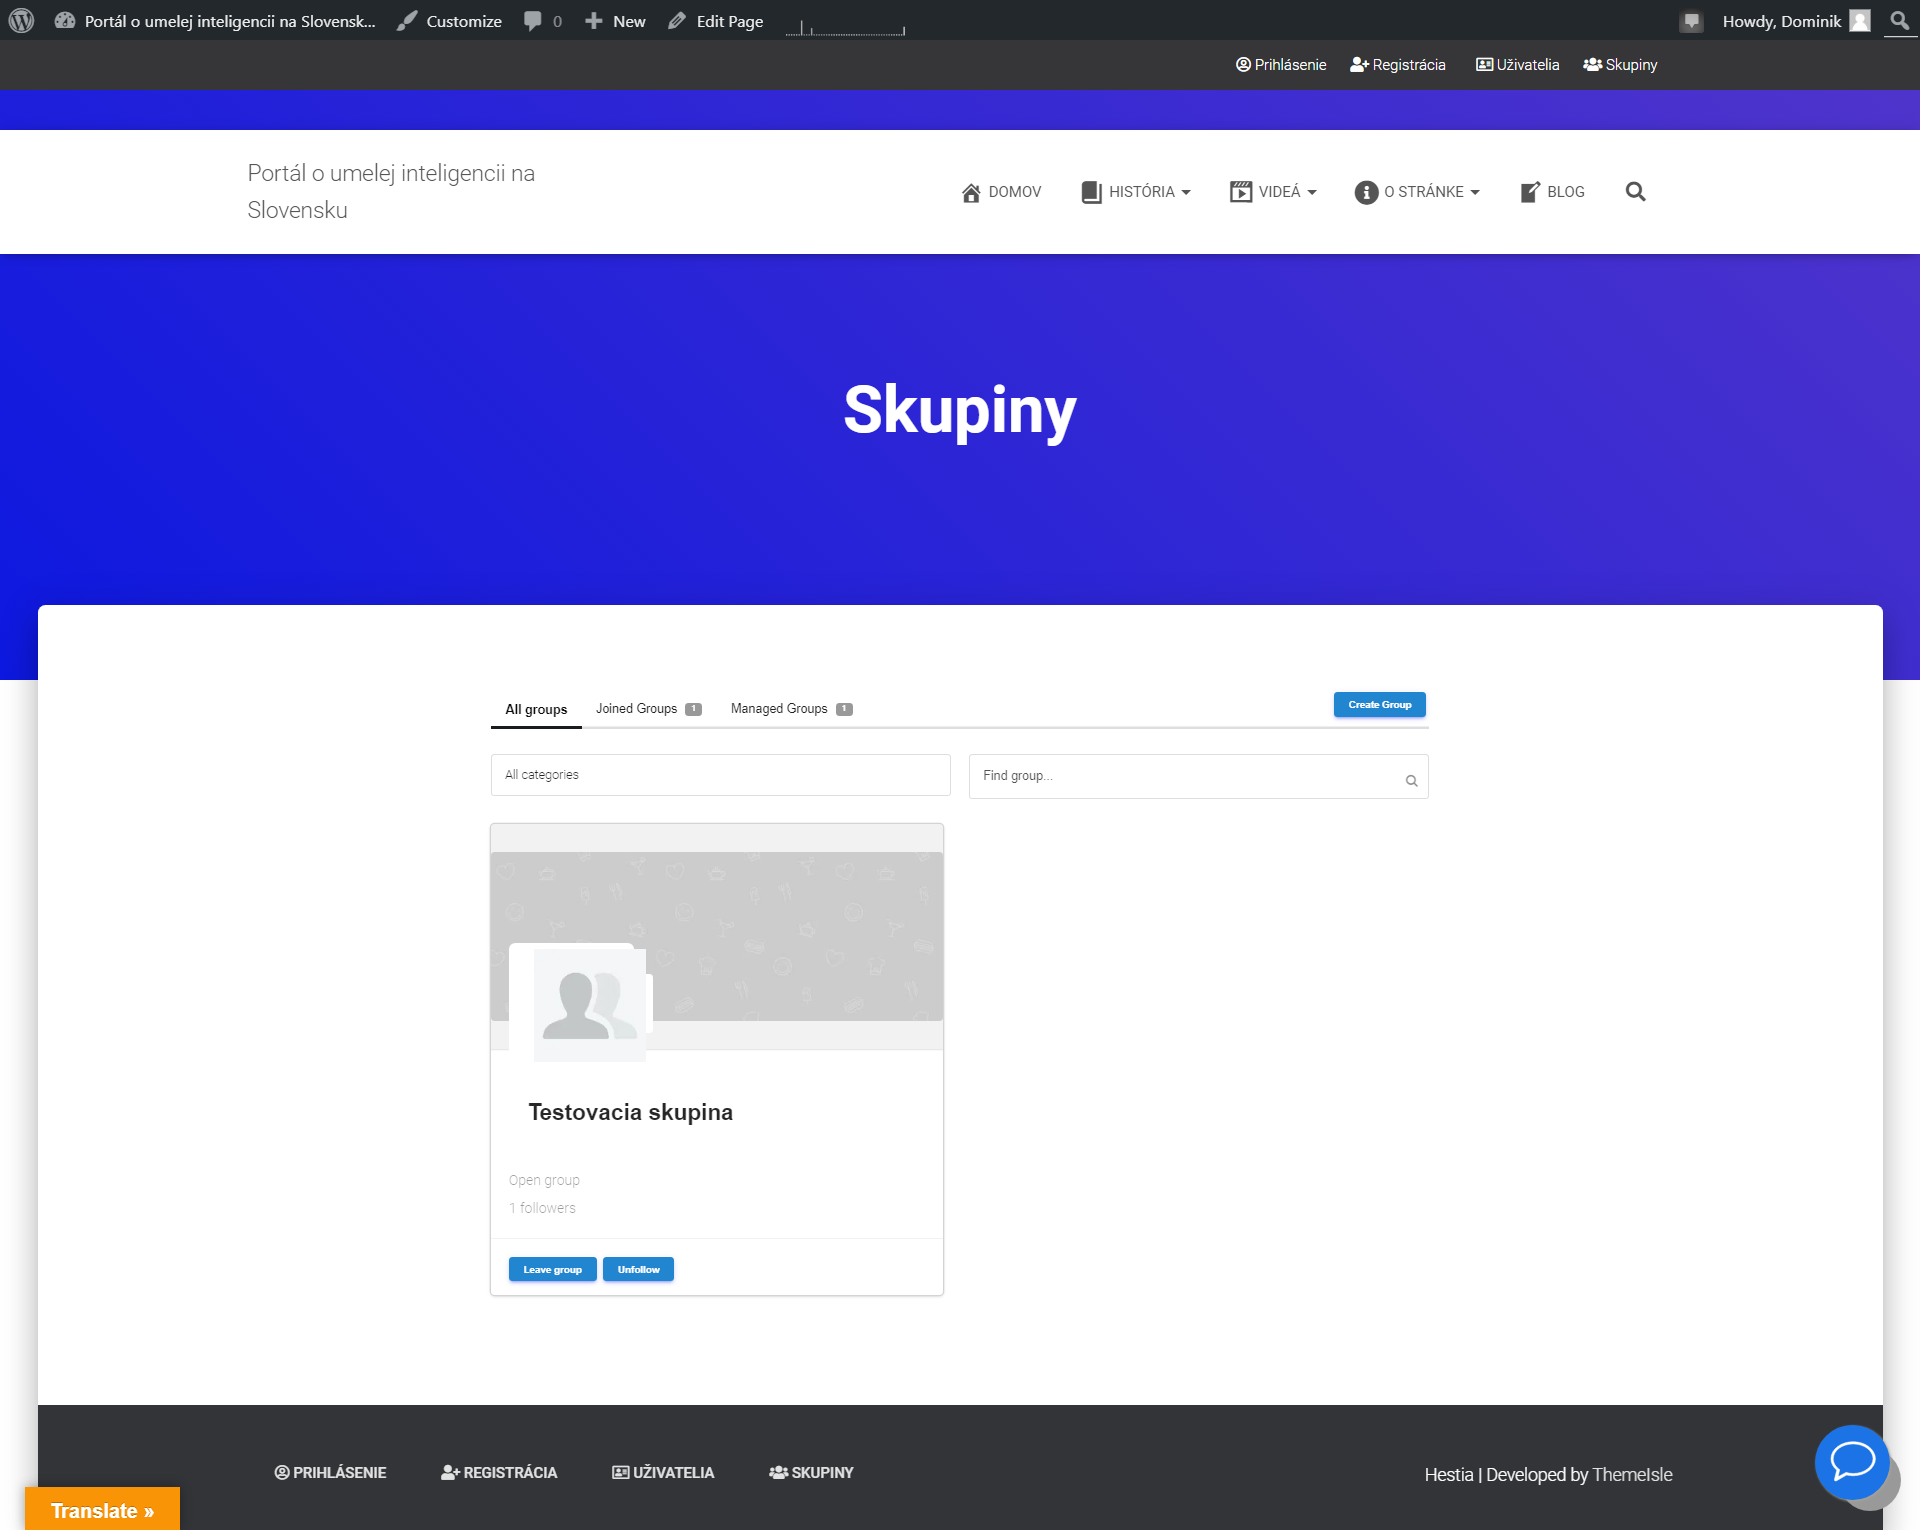 Portál o umelej inteligencii na Slovensk... Customize 0 New Edit Page Howdy, Dominik
Prihlásenie Registrácia Uživatelia Skupiny
Portál o umelej inteligencii na
Slovensku
DOMOV HISTÓRIA VIDEÁ O STRÁNKE BLOG
Skupiny
All groups Joined Groups 1 Managed Groups 1 Create Group
All categories Find group...
Testovacia skupina
Open group
1 followers
Leave group Unfollow
PRIHLÁSENIE REGISTRÁCIA UŽIVATELIA SKUPINY Hestia | Developed by ThemeIsle
Translate »